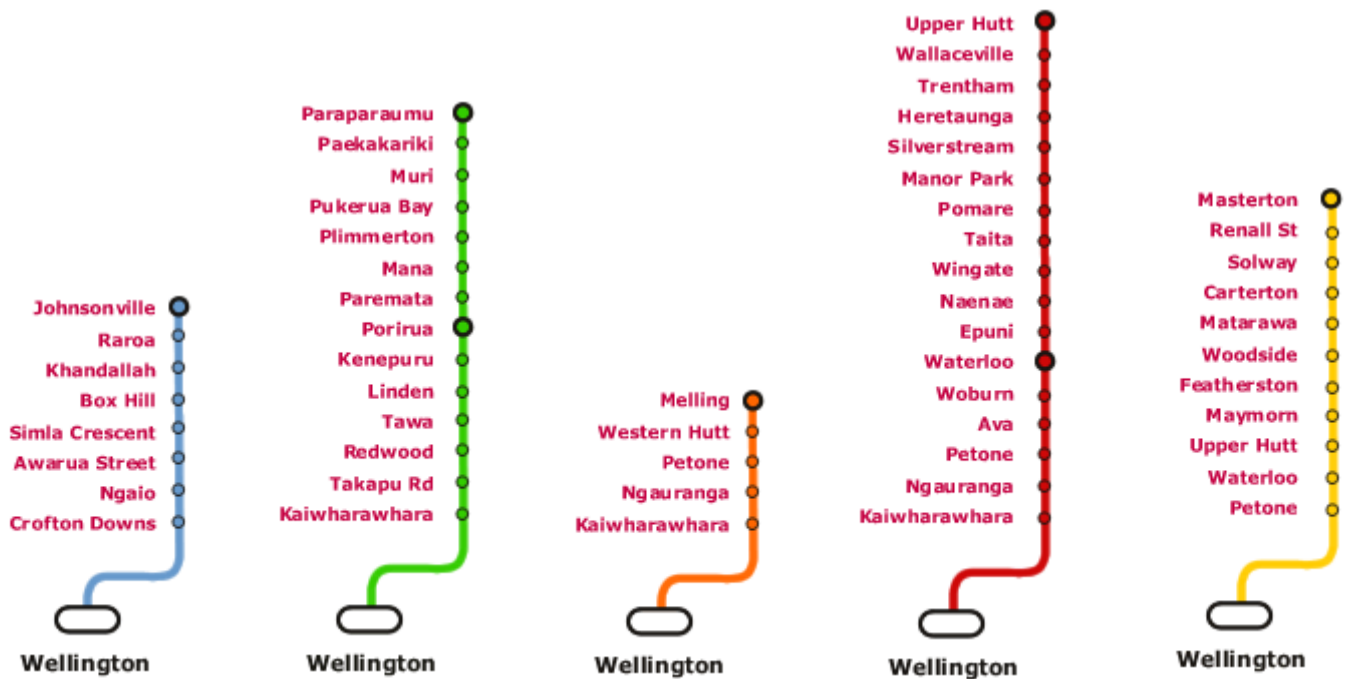 Johnsonville
Raroa
Khandallah
Box Hill
Simla Crescent
Awarua Street
Ngaio
Crofton Downs
Wellington
Paraparaumu
Paekakariki
Muri
Pukerua Bay
Plimmerton
Mana
Paremata
Porirua
Kenepuru
Linden
Tawa
Redwood
Takapu Rd
Kaiwharawhara
Wellington
Melling
Western Hutt
Petone
Ngauranga
Kaiwharawhara
Wellington
Upper Hutt
Wallaceville
Trentham
Heretaunga
Silverstream
Manor Park
Pomare
Taita
Wingate
Naenae
Epuni
Waterloo
Woburn
Ava
Petone
Ngauranga
Kaiwharawhara
Wellington
Masterton
Renall St
Solway
Carterton
Matarawa
Woodside
Featherston
Maymorn
Upper Hutt
Waterloo
Petone
Wellington